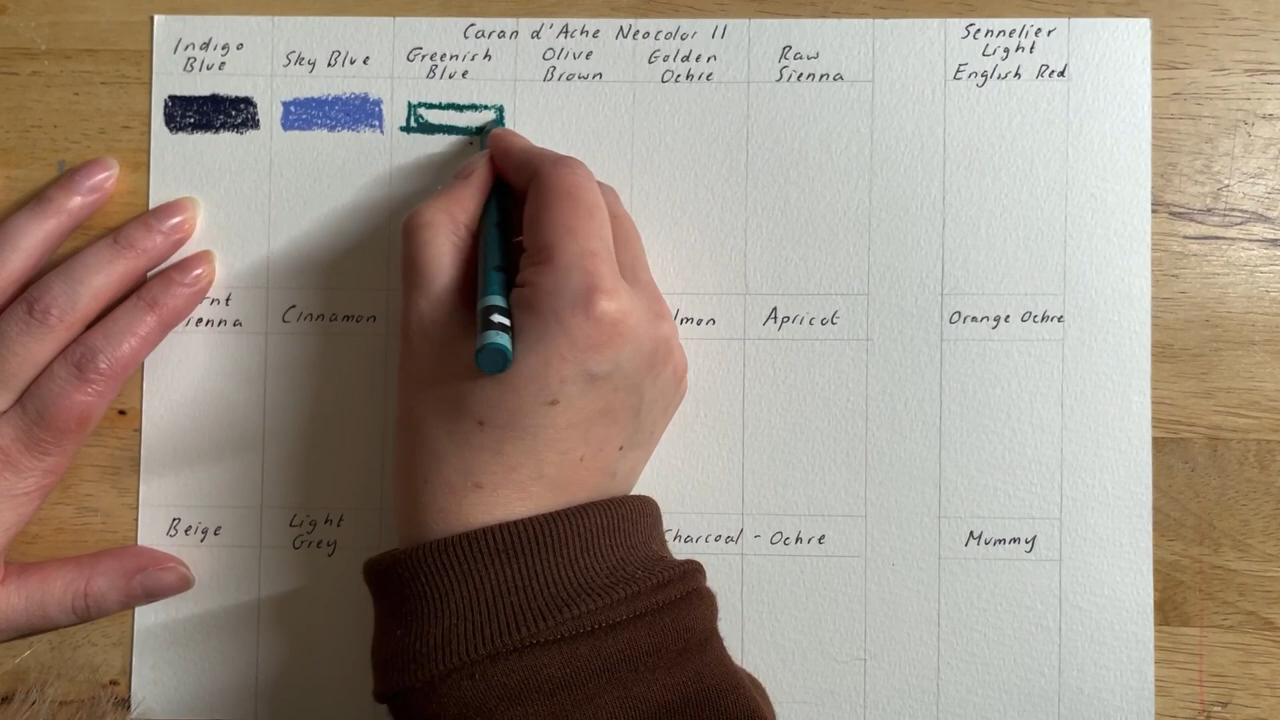 Caran d'Ache Neocolor II
Indigo
Blue
Sky Blue
Greenish
Blue
Olive
Brown
Golden
Ochre
Raw
Sienna
Sennelier
Light
English Red
Cinnamon
Apricot
Orange Ochre
Beige
Light
Grey
Charcoal - Ochre
Mummy